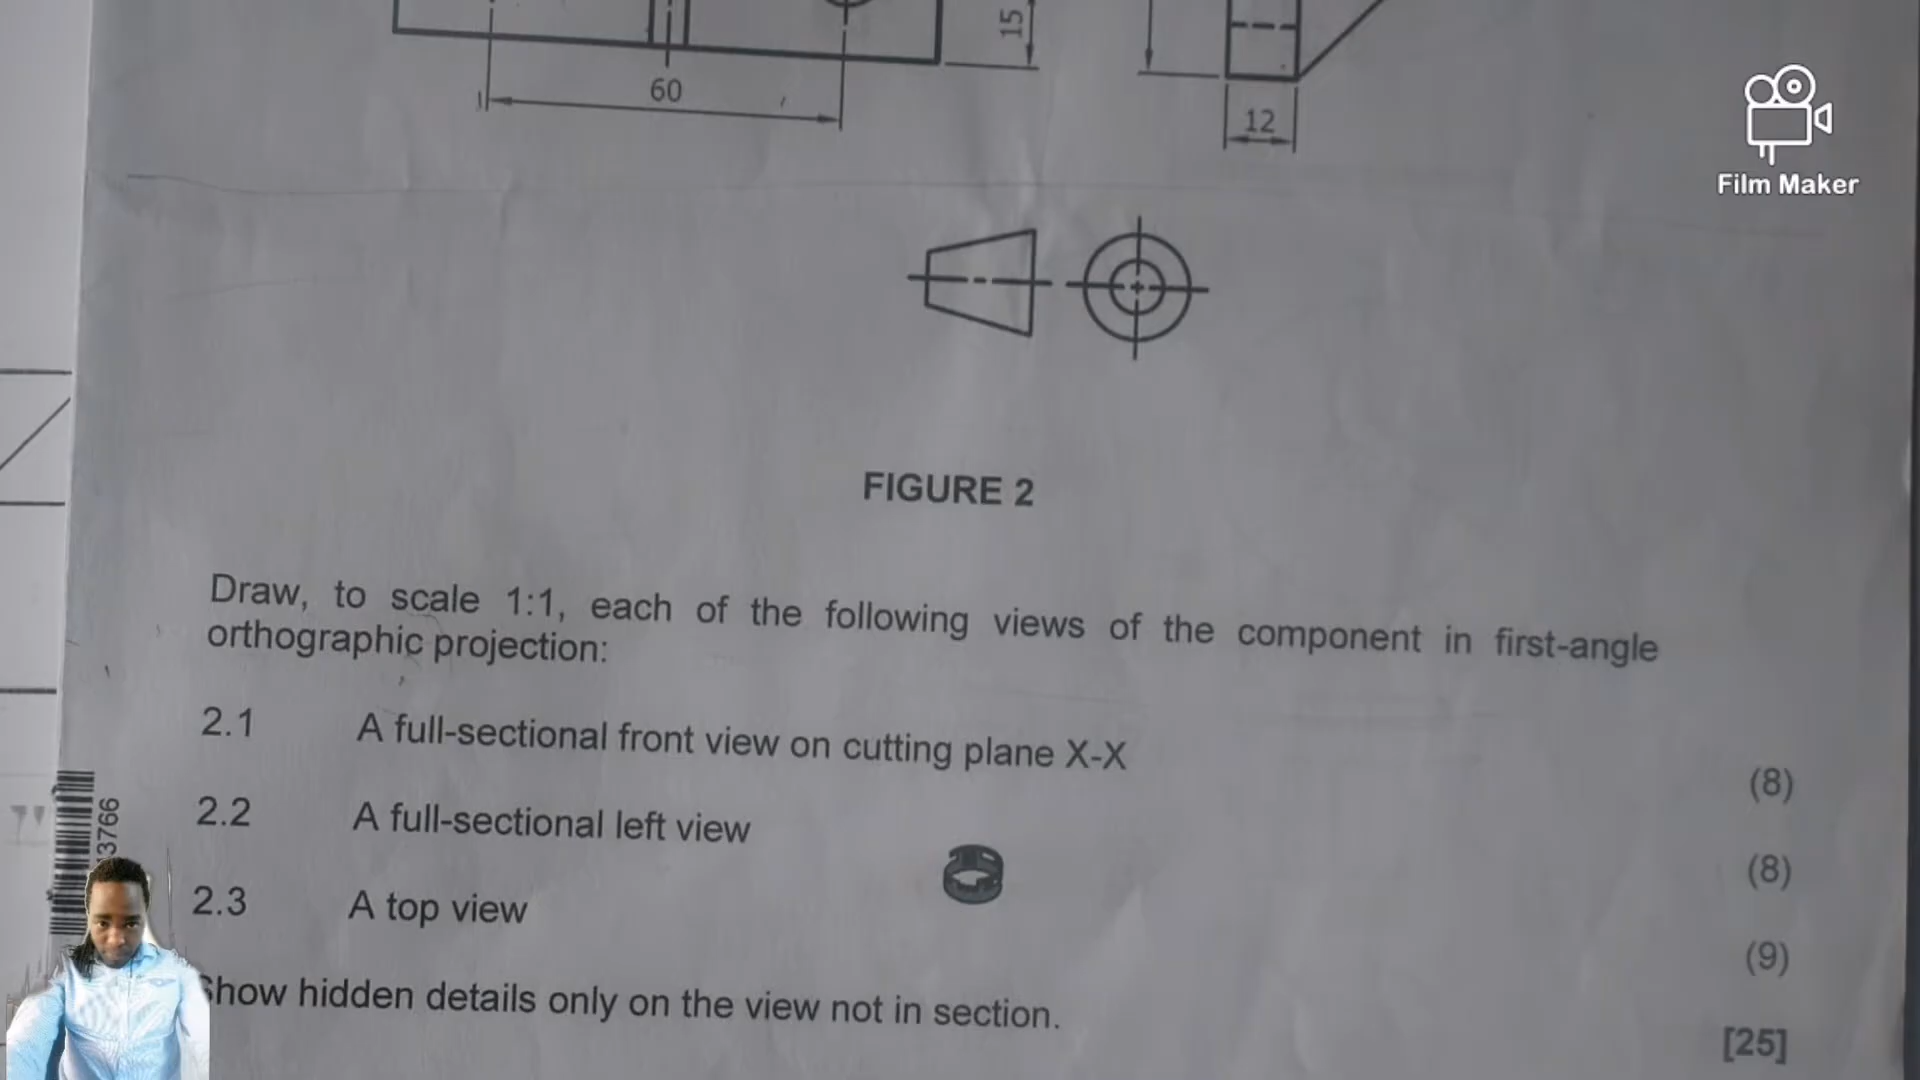 15
60
12
Film Maker
FIGURE 2
Draw, to scale 1:1, each of the following views of the component in first-angle
orthographic projection:
2.1 A full-sectional front view on cutting plane X-X (8)
2.2 A full-sectional left view (8)
2.3 A top view (9)
Show hidden details only on the view not in section.
[25]
13766